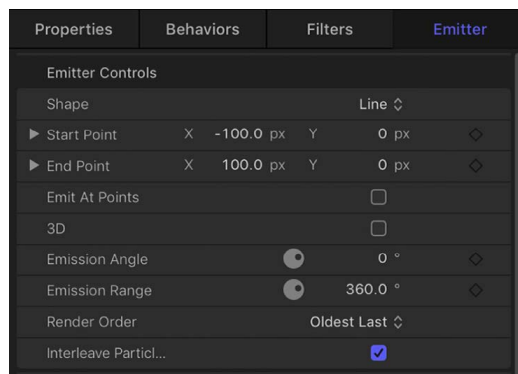 Properties Behaviors Filters Emitter
Emitter Controls
Shape Line
Start Point X -100.0 px Y 0 px
End Point X 100.0 px Y 0 px
Emit At Points
3D
Emission Angle 0 °
Emission Range 360.0 °
Render Order Oldest Last
Interleave Particl...